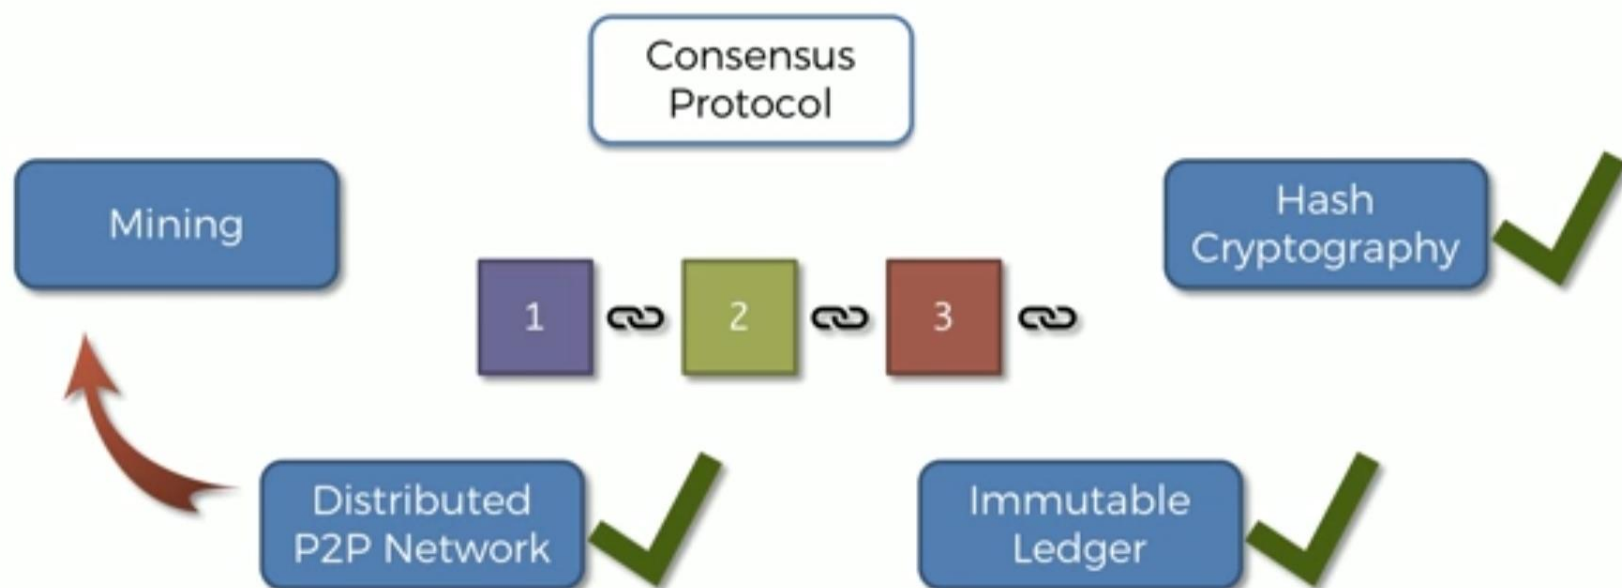 Consensus
Protocol
Mining
Hash
Cryptography
1
2
3
Distributed
P2P Network
Immutable
Ledger